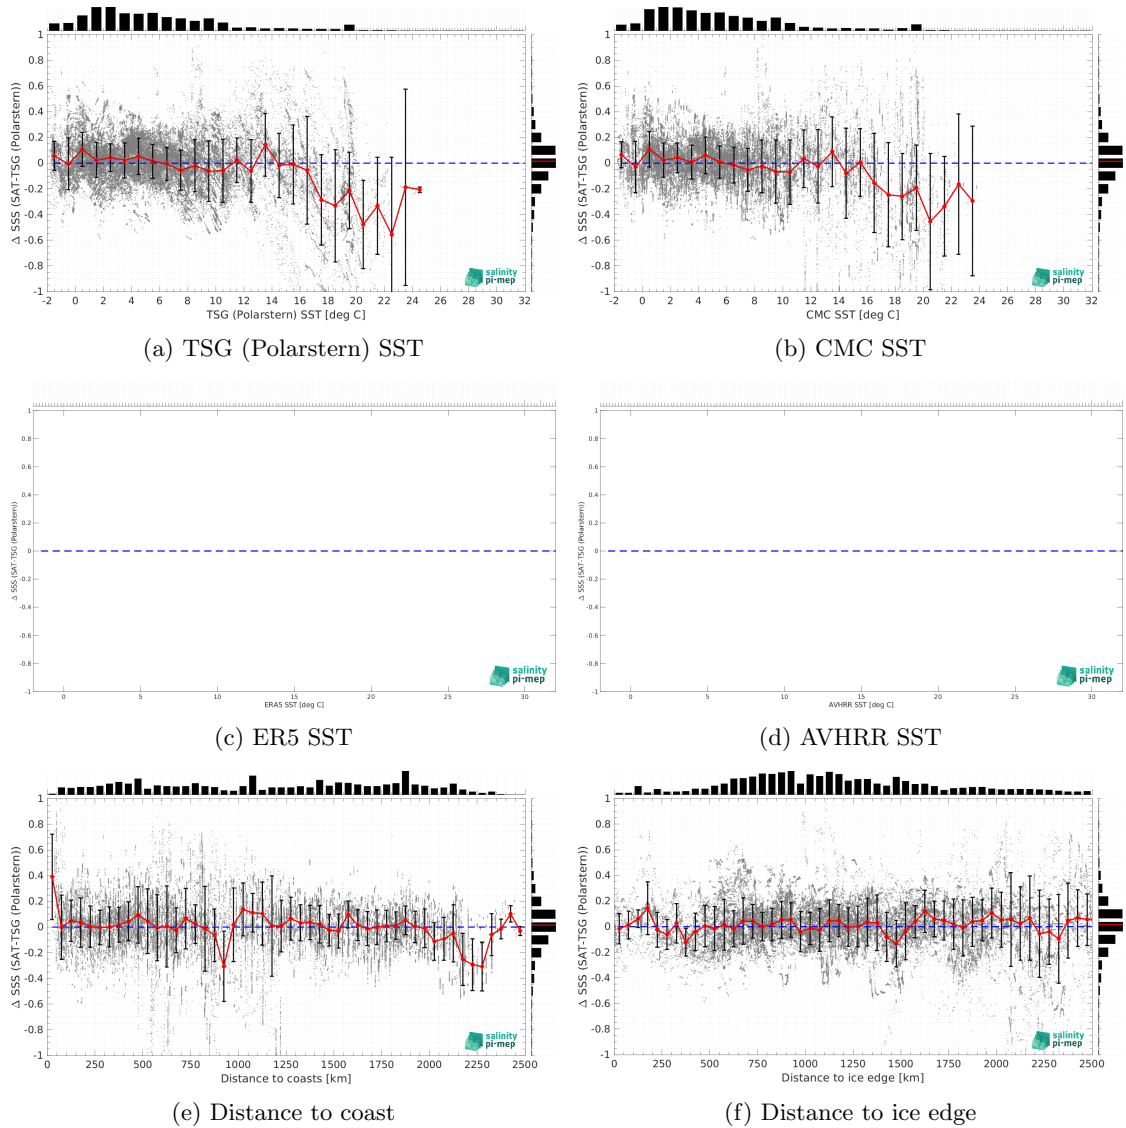 1
0.8
0.6
0.4
0.2
0
-0.2
-0.4
-0.6
-0.8
-1
Δ SSS (SAT-TSG (Polarstern))
-2 0 2 4 6 8 10 12 14 16 18 20 22 24 26 28 30 32
TSG (Polarstern) SST [deg C]
salinity
pi-mep
(a) TSG (Polarstern) SST
1
0.8
0.6
0.4
0.2
0
-0.2
-0.4
-0.6
-0.8
-1
Δ SSS (SAT-TSG (Polarstern))
-2 0 2 4 6 8 10 12 14 16 18 20 22 24 26 28 30 32
CMC SST [deg C]
salinity
pi-mep
(b) CMC SST
1
0.8
0.6
0.4
0.2
0
-0.2
-0.4
-0.6
-0.8
-1
Δ SSS (SAT-TSG (Polarstern))
0 5 10 15 20 25 30
ERA5 SST [deg C]
salinity
pi-mep
(c) ER5 SST
1
0.8
0.6
0.4
0.2
0
-0.2
-0.4
-0.6
-0.8
-1
Δ SSS (SAT-TSG (Polarstern))
0 5 10 15 20 25 30
AVHRR SST [deg C]
salinity
pi-mep
(d) AVHRR SST
1
0.8
0.6
0.4
0.2
0
-0.2
-0.4
-0.6
-0.8
-1
Δ SSS (SAT-TSG (Polarstern))
0 250 500 750 1000 1250 1500 1750 2000 2250 2500
Distance to coasts [km]
salinity
pi-mep
(e) Distance to coast
1
0.8
0.6
0.4
0.2
0
-0.2
-0.4
-0.6
-0.8
-1
Δ SSS (SAT-TSG (Polarstern))
0 250 500 750 1000 1250 1500 1750 2000 2250 2500
Distance to ice edge [km]
salinity
pi-mep
(f) Distance to ice edge